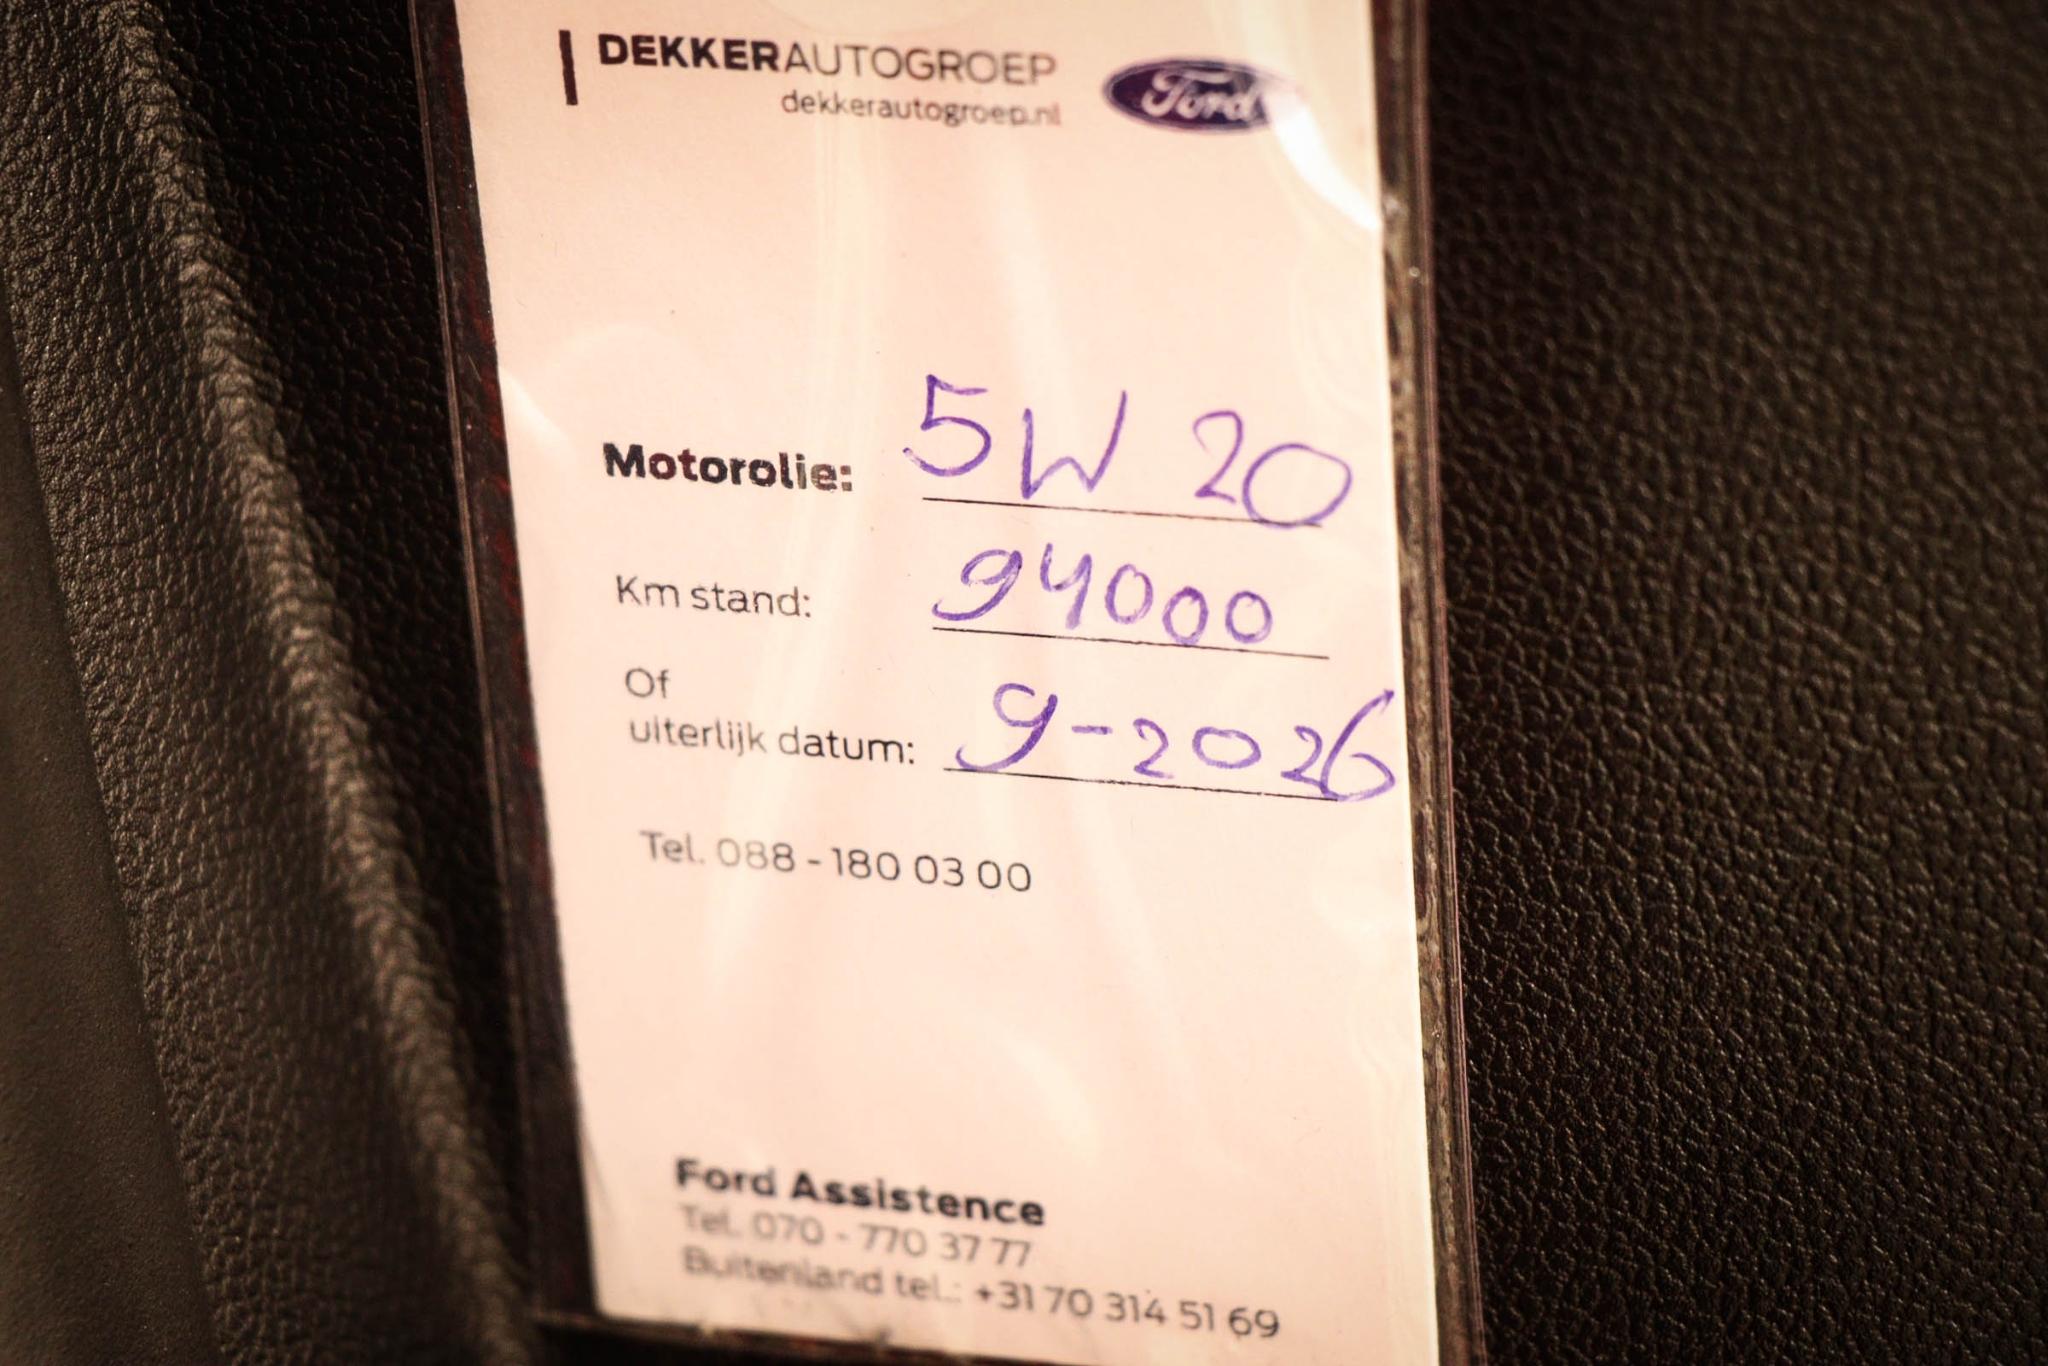 DEKKERAUTOGROEP
dekkerautogroep.nl
Ford
Motorolie: 5W 20
Km stand: 94000
Of
uiterlijk datum: 9-2026
Tel. 088 - 180 03 00
Ford Assistence
Tel. 070 - 770 37 77
Buitenland tel.: +31 70 314 51 69